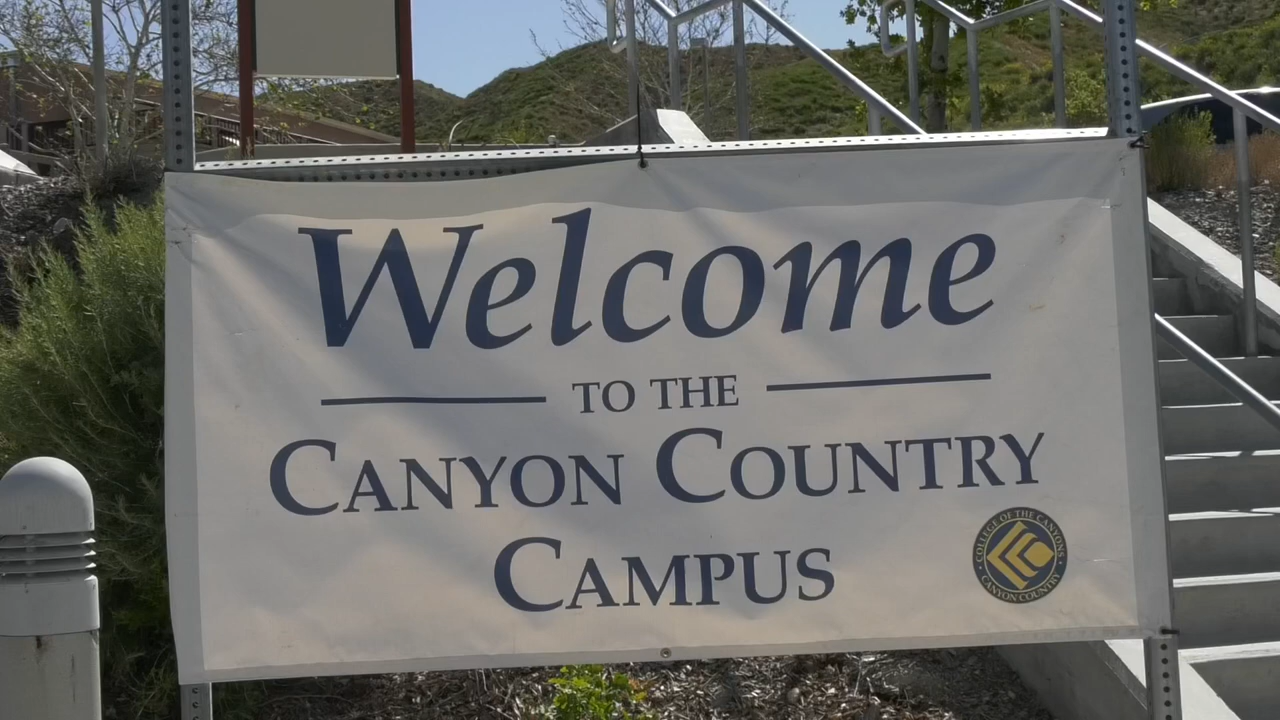 Welcome
TO THE
CANYON COUNTRY
CAMPUS
COLLEGE OF THE CANYONS
CANYON COUNTRY